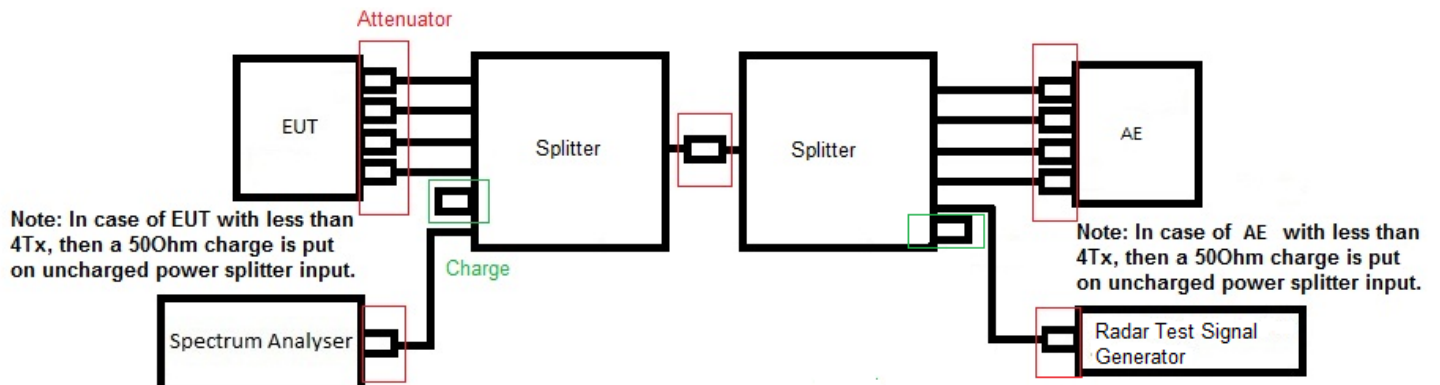 Attenuator
EUT
Splitter
Splitter
AE
Note: In case of EUT with less than
4Tx, then a 50Ohm charge is put
on uncharged power splitter input.
Charge
Note: In case of AE with less than
4Tx, then a 50Ohm charge is put
on uncharged power splitter input.
Spectrum Analyser
Radar Test Signal
Generator